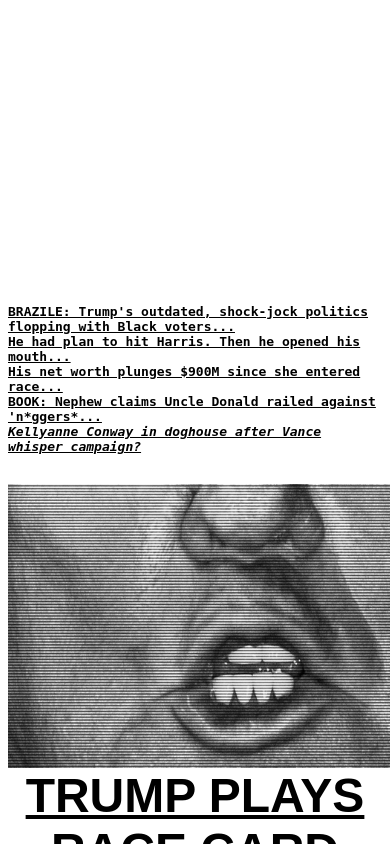 BRAZILE: Trump's outdated, shock-jock politics
flopping with Black voters...
He had plan to hit Harris. Then he opened his
mouth...
His net worth plunges $900M since she entered
race...
BOOK: Nephew claims Uncle Donald railed against
'n*ggers*...
Kellyanne Conway in doghouse after Vance
whisper campaign?
TRUMP PLAYS
RACE CARD